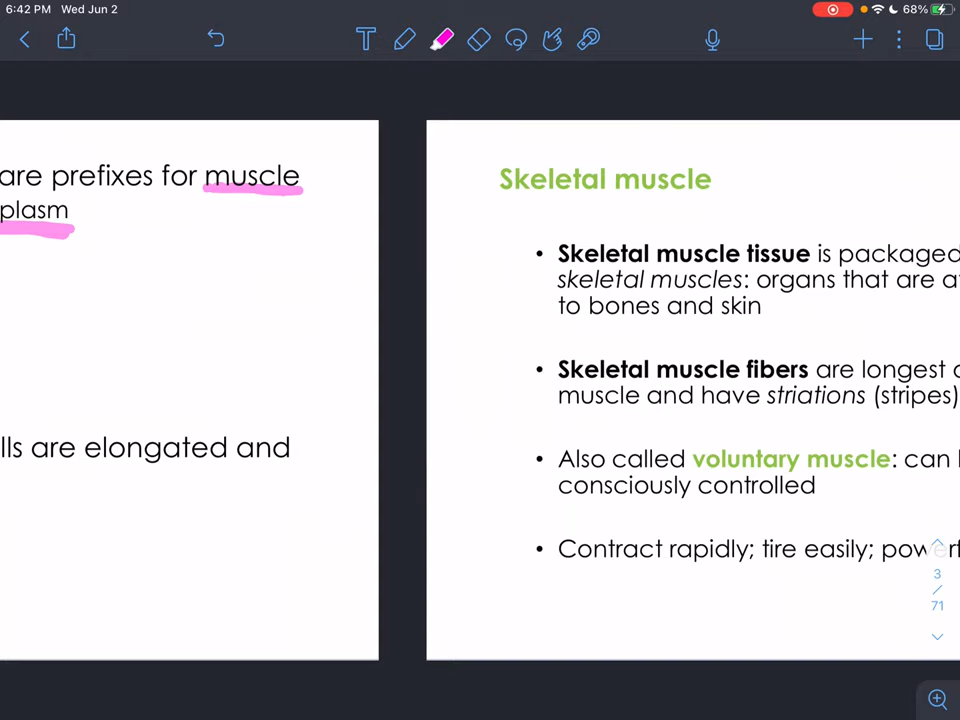 6:42 PM Wed Jun 2
68%
are prefixes for muscle
plasm
lls are elongated and
Skeletal muscle
• Skeletal muscle tissue is packaged
skeletal muscles: organs that are a
to bones and skin
• Skeletal muscle fibers are longest
muscle and have striations (stripes)
• Also called voluntary muscle: can
consciously controlled
• Contract rapidly; tire easily; powerf
3
/
71